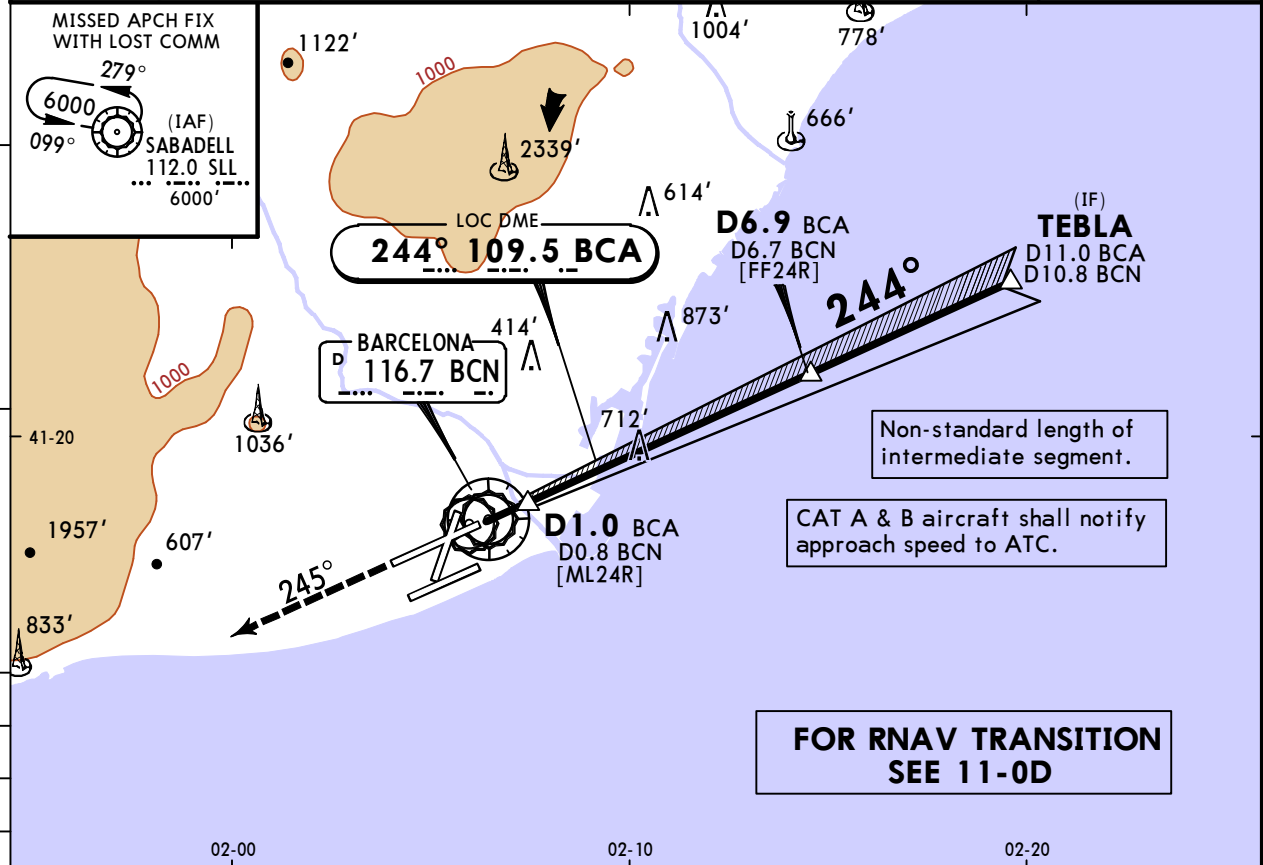 MISSED APCH FIX
WITH LOST COMM
279°
6000
099°
(IAF)
SABADELL
112.0 SLL
6000'
1122'
1000
1004'
778'
2339'
666'
614'
LOC DME
244° 109.5 BCA
D6.9 BCA
D6.7 BCN
[FF24R]
(IF)
TEBLA
D11.0 BCA
D10.8 BCN
244°
873'
414'
BARCELONA
D 116.7 BCN
1000
712'
1036'
41-20
Non-standard length of
intermediate segment.
CAT A & B aircraft shall notify
approach speed to ATC.
D1.0 BCA
D0.8 BCN
[ML24R]
1957'
607'
245°
833'
FOR RNAV TRANSITION
SEE 11-0D
02-00
02-10
02-20